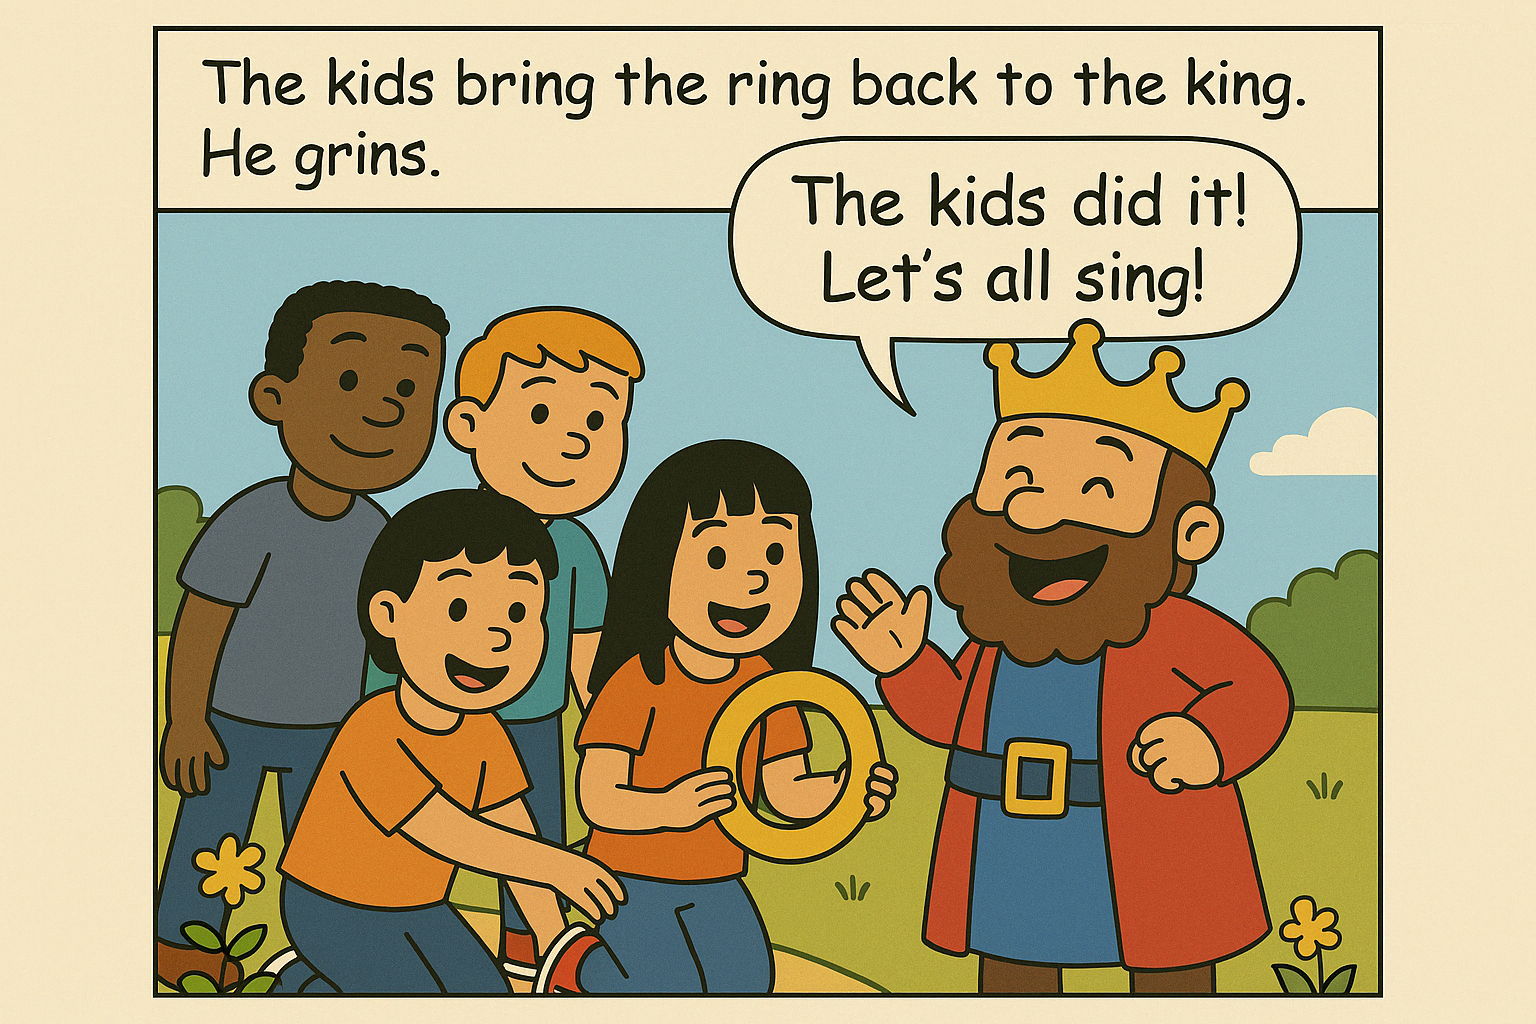 The kids bring the ring back to the king.
He grins.
The kids did it!
Let's all sing!